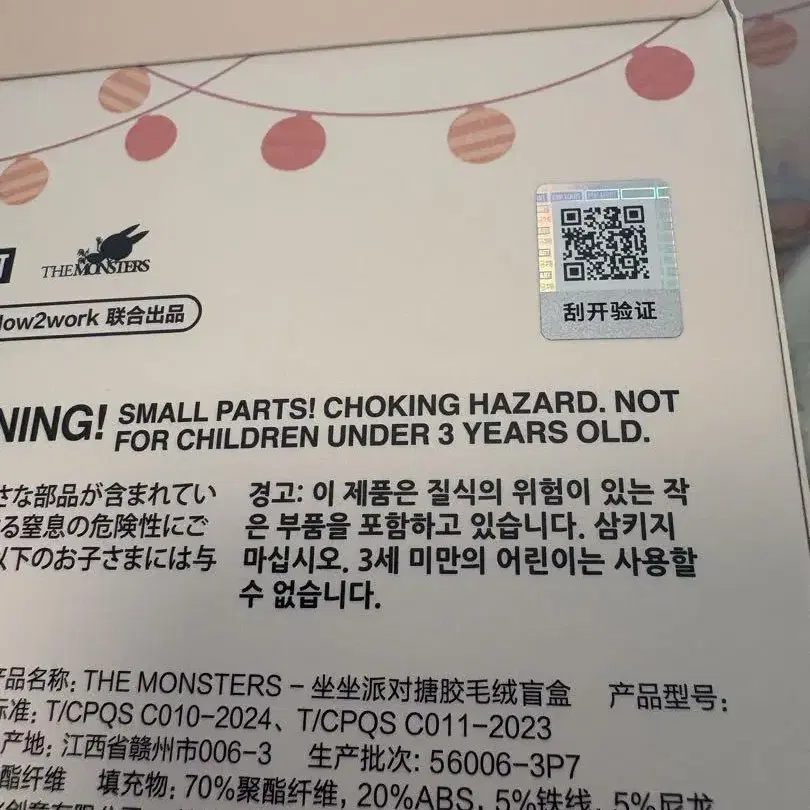 THE MONSTERS
How2work 联合出品
刮开验证
NING! SMALL PARTS! CHOKING HAZARD. NOT
FOR CHILDREN UNDER 3 YEARS OLD.
さな部品が含まれてい
る窒息の危険性にご
以下のお子さまには与
경고: 이 제품은 질식의 위험이 있는 작
은 부품을 포함하고 있습니다. 삼키지
마십시오. 3세 미만의 어린이는 사용할
수 없습니다.
产品名称: THE MONSTERS – 坐坐派对搪胶毛绒盲盒 产品型号:
标准: T/CPQS C010–2024、T/CPQS C011–2023
产地: 江西省赣州市006–3 生产批次: 56006–3P7
酯纤维 填充物: 70%聚酯纤维, 20%ABS, 5%铁线, 5%尼龙